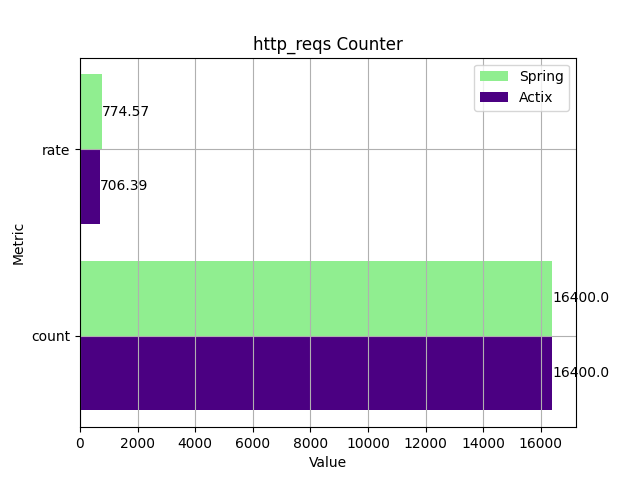 http_reqs Counter
Spring
Actix
774.57
rate
706.39
Metric
16400.0
count
16400.0
0 2000 4000 6000 8000 10000 12000 14000 16000
Value